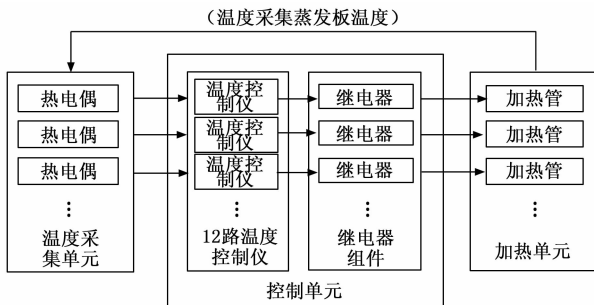 （温度采集蒸发板温度）
热电偶
热电偶
热电偶
⋮
温度采
集单元
温度控
制仪
温度控
制仪
温度控
制仪
⋮
12路温度
控制仪
继电器
继电器
继电器
⋮
继电器
组件
控制单元
加热管
加热管
加热管
⋮
加热单元